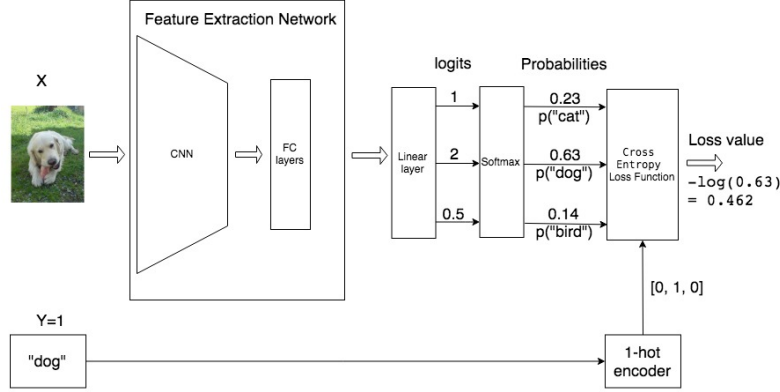 Feature Extraction Network
X
CNN
FC
layers
Linear
layer
logits
1
2
0.5
Softmax
Probabilities
0.23
p("cat")
0.63
p("dog")
0.14
p("bird")
Cross
Entropy
Loss Function
Loss value
-log(0.63)
= 0.462
[0, 1, 0]
Y=1
"dog"
1-hot
encoder